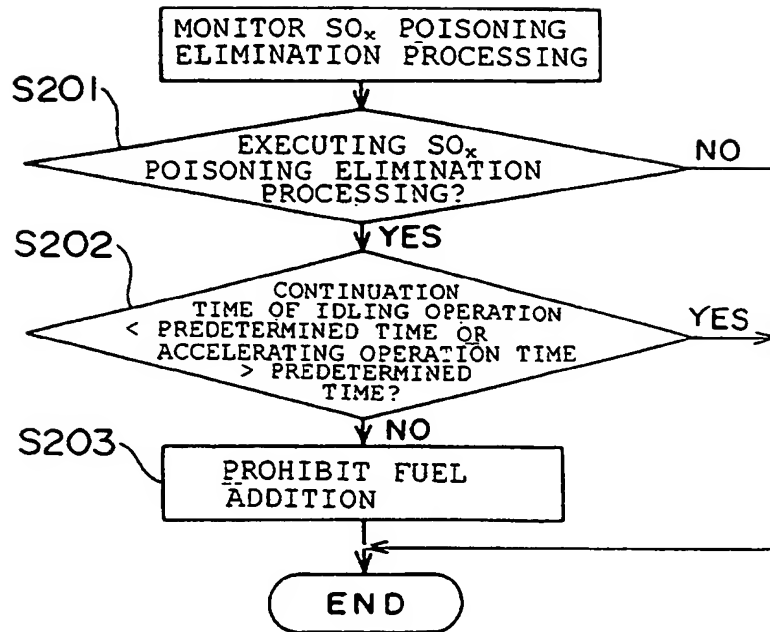 MONITOR SOx POISONING
ELIMINATION PROCESSING
S201
EXECUTING SOx
POISONING ELIMINATION
PROCESSING?
NO
YES
S202
CONTINUATION
TIME OF IDLING OPERATION
< PREDETERMINED TIME OR
ACCELERATING OPERATION TIME
> PREDETERMINED
TIME?
YES
NO
S203
PROHIBIT FUEL
ADDITION
END